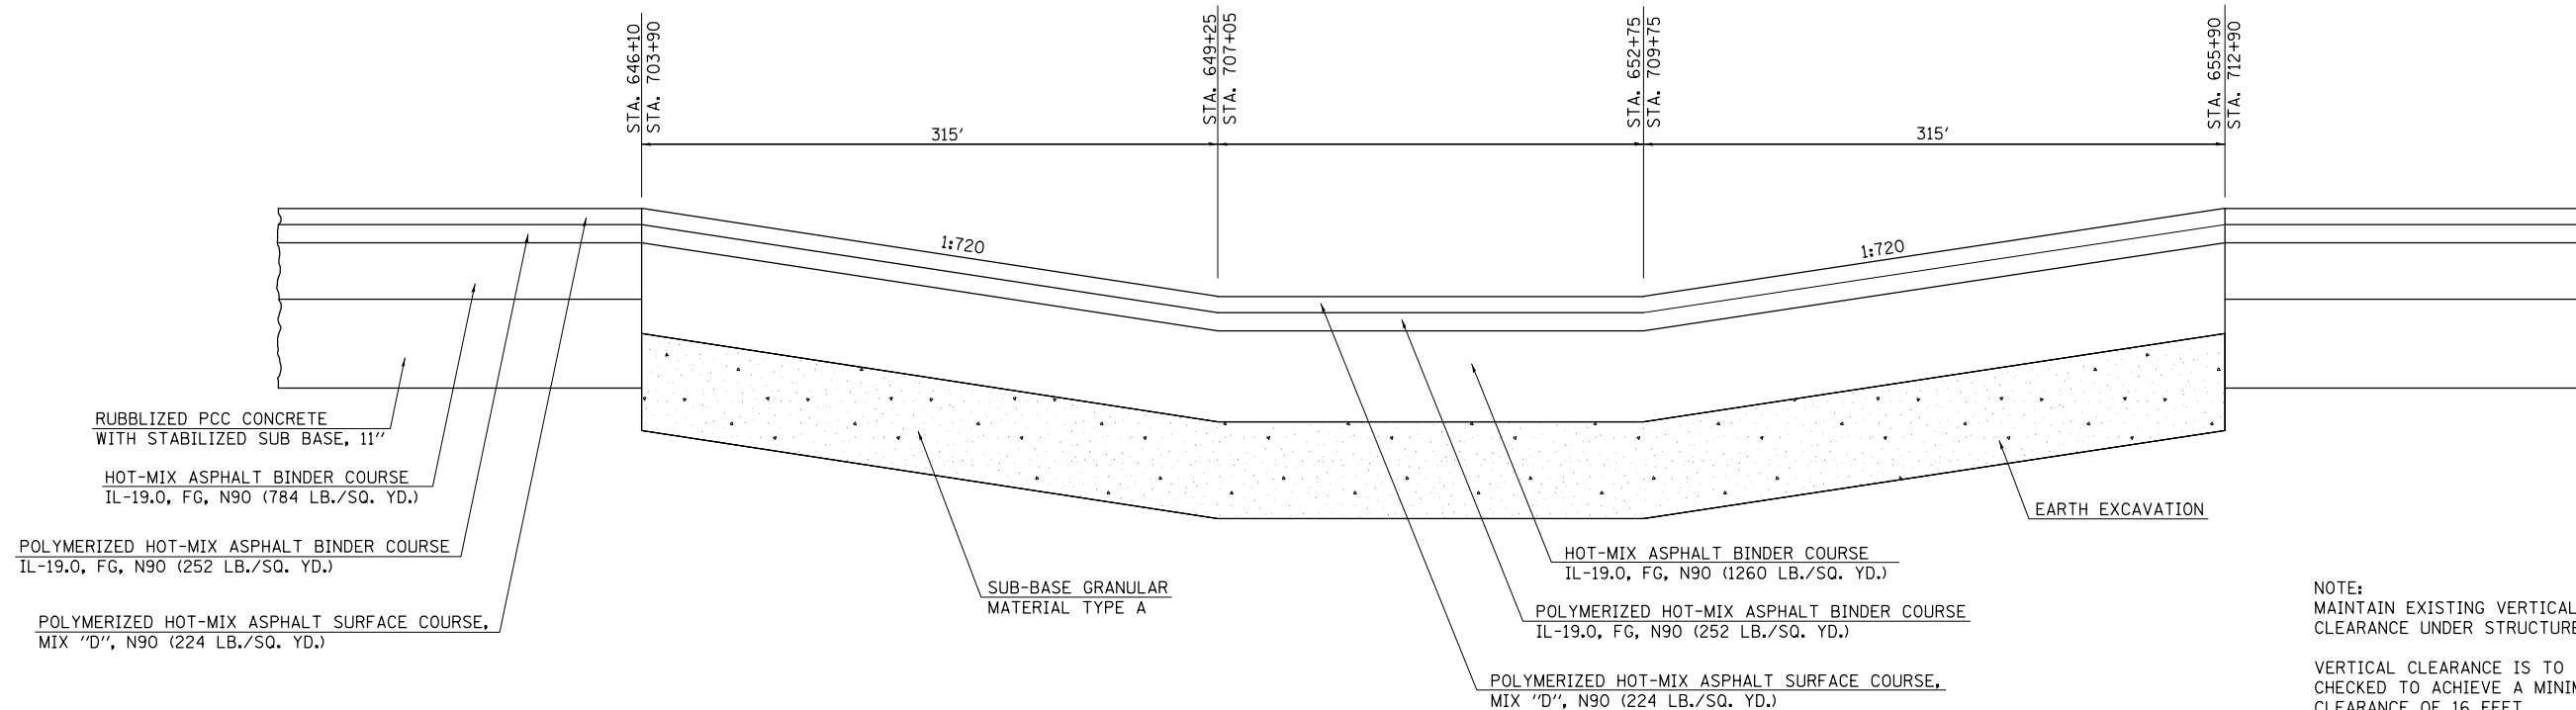 STA. 646+10
STA. 703+90
STA. 649+25
STA. 707+05
STA. 652+75
STA. 709+75
STA. 655+90
STA. 712+90
315'
315'
1:720
1:720
RUBBLIZED PCC CONCRETE
WITH STABILIZED SUB BASE, 11"
HOT-MIX ASPHALT BINDER COURSE
IL-19.0, FG, N90 (784 LB./SQ. YD.)
POLYMERIZED HOT-MIX ASPHALT BINDER COURSE
IL-19.0, FG, N90 (252 LB./SQ. YD.)
POLYMERIZED HOT-MIX ASPHALT SURFACE COURSE,
MIX "D", N90 (224 LB./SQ. YD.)
SUB-BASE GRANULAR
MATERIAL TYPE A
HOT-MIX ASPHALT BINDER COURSE
IL-19.0, FG, N90 (1260 LB./SQ. YD.)
POLYMERIZED HOT-MIX ASPHALT BINDER COURSE
IL-19.0, FG, N90 (252 LB./SQ. YD.)
POLYMERIZED HOT-MIX ASPHALT SURFACE COURSE,
MIX "D", N90 (224 LB./SQ. YD.)
EARTH EXCAVATION
NOTE:
MAINTAIN EXISTING VERTICAL
CLEARANCE UNDER STRUCTURE
VERTICAL CLEARANCE IS TO
CHECKED TO ACHIEVE A
CLEARANCE OF 16 FEET